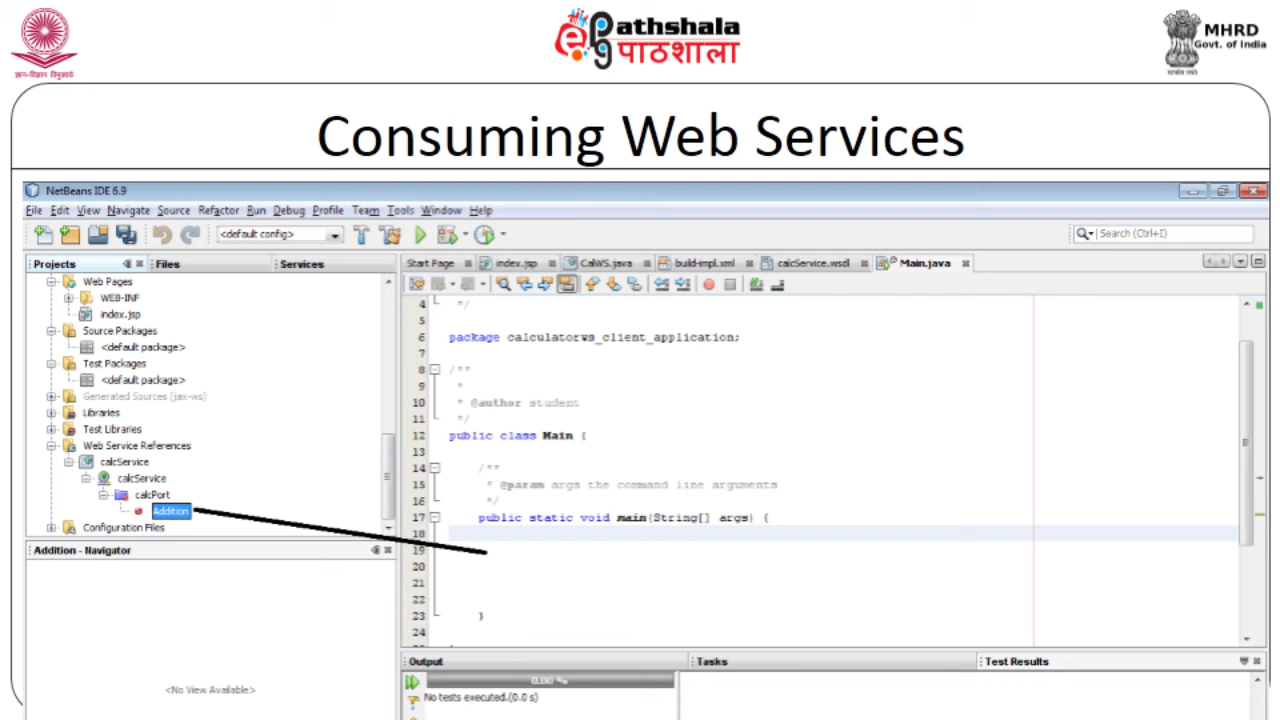 ज्ञान-विज्ञान विमुक्तये
Pathshala
पाठशाला
MHRD
Govt. of India
Consuming Web Services
NetBeans IDE 6.9
File Edit View Navigate Source Refactor Run Debug Profile Team Tools Window Help
<default config>
Search (Ctrl+I)
Projects Files Services
Web Pages
WEB-INF
index.jsp
Source Packages
<default package>
Test Packages
<default package>
Generated Sources (jax-ws)
Libraries
Test Libraries
Web Service References
calcService
calcService
calcPort
Addition
Configuration Files
Addition - Navigator
<No View Available>
Start Page index.jsp CalWS.java build-impl.xml calcService.wsdl Main.java
4 */
5
6 package calculatorws_client_application;
7
8 /**
9 *
10 * @author student
11 */
12 public class Main {
13
14 /**
15 * @param args the command line arguments
16 */
17 public static void main(String[] args) {
18
19
20
21
22
23 }
24
Output Tasks Test Results
0.00 %
No tests executed.(0.0 s)